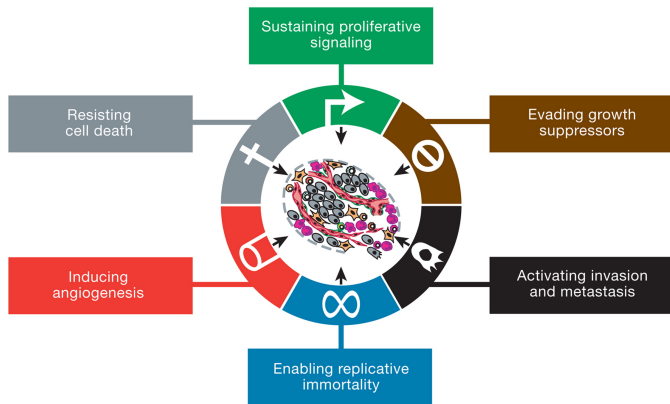 Sustaining proliferative
signaling
Resisting
cell death
Evading growth
suppressors
Inducing
angiogenesis
Activating invasion
and metastasis
Enabling replicative
immortality